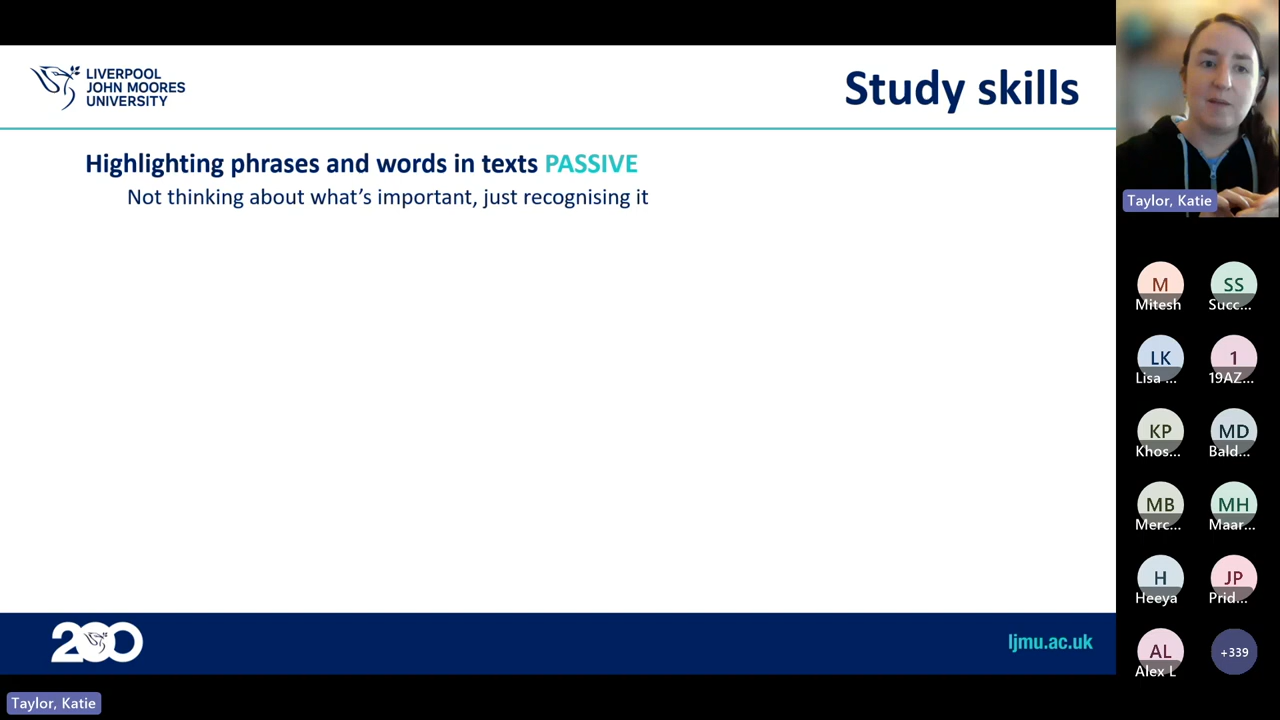 LIVERPOOL
JOHN MOORES
UNIVERSITY
Study skills
Highlighting phrases and words in texts PASSIVE
Not thinking about what's important, just recognising it
200
ljmu.ac.uk
Taylor, Katie
Taylor, Katie
M
Mitesh
SS
Succ...
LK
Lisa ...
1
19AZ...
KP
Khos...
MD
Bald...
MB
Merc...
MH
Maar...
H
Heeya
JP
Prid...
AL
Alex L
+339